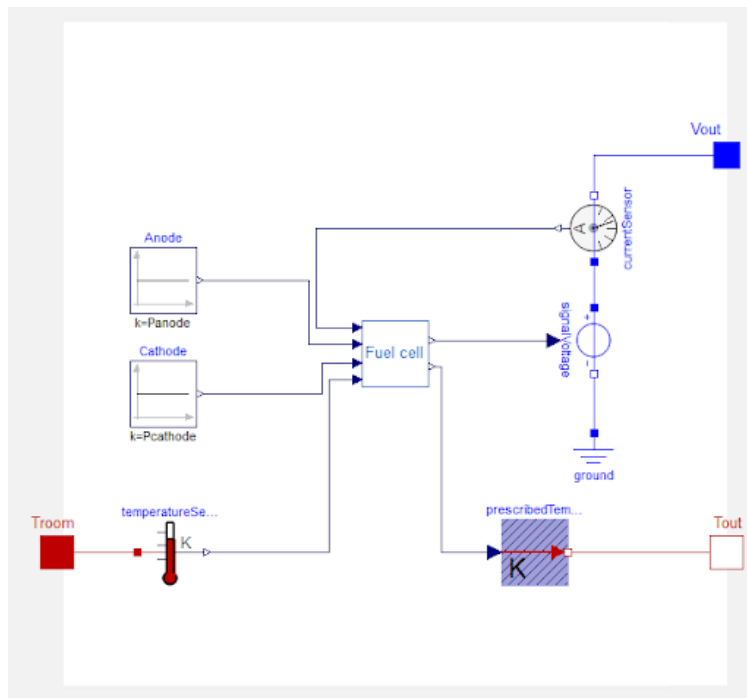 Vout
currentSensor
A
Anode
k=Panode
Cathode
k=Pcathode
Fuel cell
signalVoltage
+
−
ground
Troom
temperatureSe...
K
prescribedTem...
K
Tout